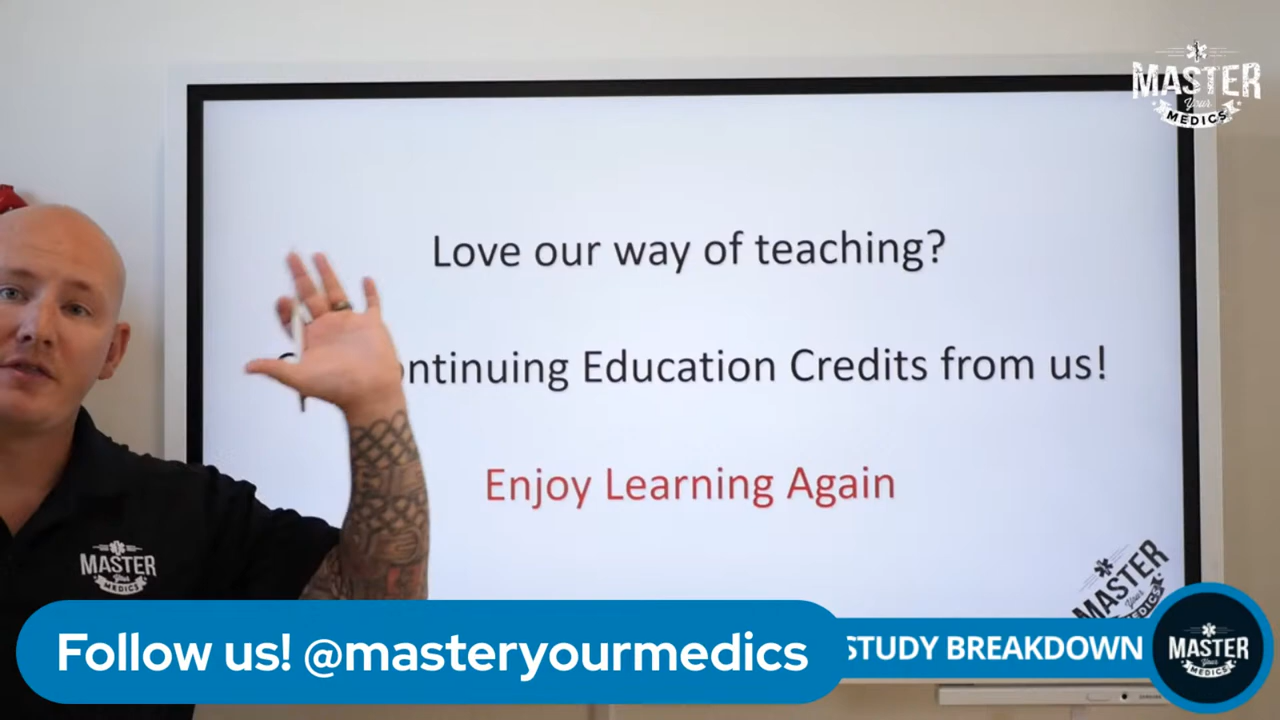 MASTER
Your
MEDICS
Love our way of teaching?
Continuing Education Credits from us!
Enjoy Learning Again
MASTER
Your
MEDICS
MASTER
Your
MEDICS
Follow us! @masteryourmedics
STUDY BREAKDOWN
MASTER
Your
MEDICS